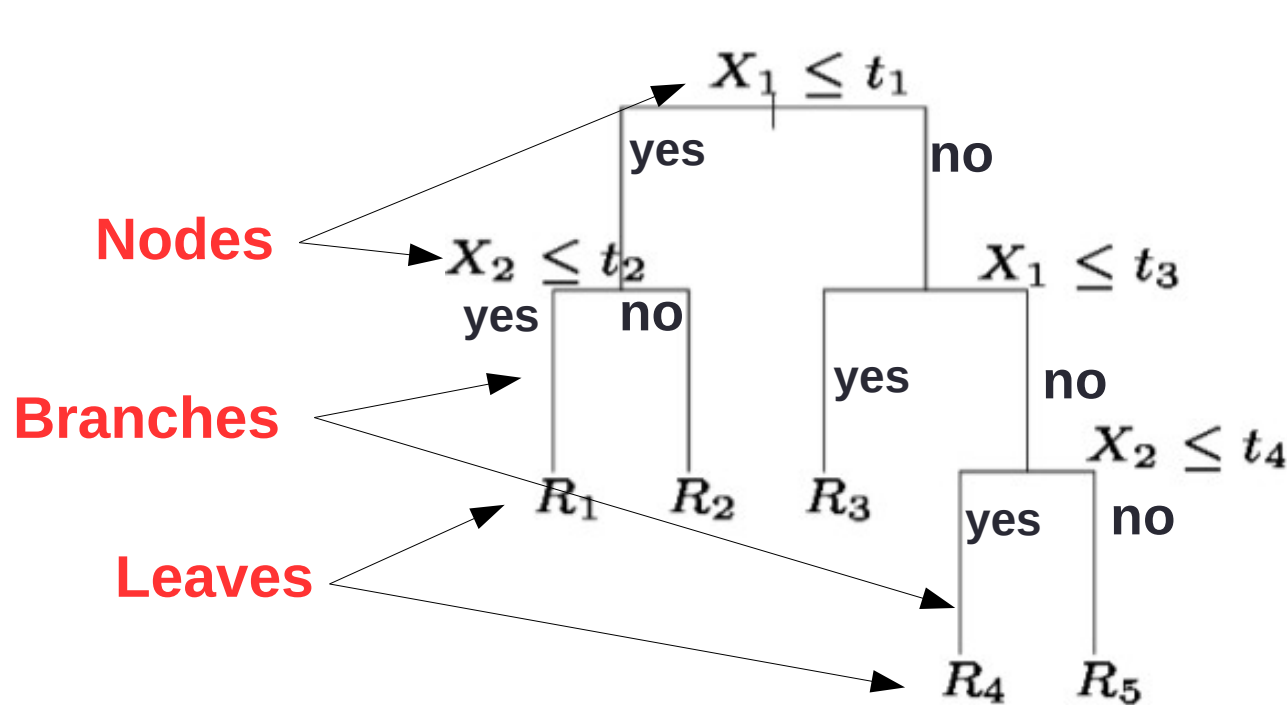 X₁ ≤ t₁
yes
no
Nodes
X₂ ≤ t₂
X₁ ≤ t₃
yes
no
yes
no
Branches
X₂ ≤ t₄
R₁
R₂
R₃
yes
no
Leaves
R₄
R₅